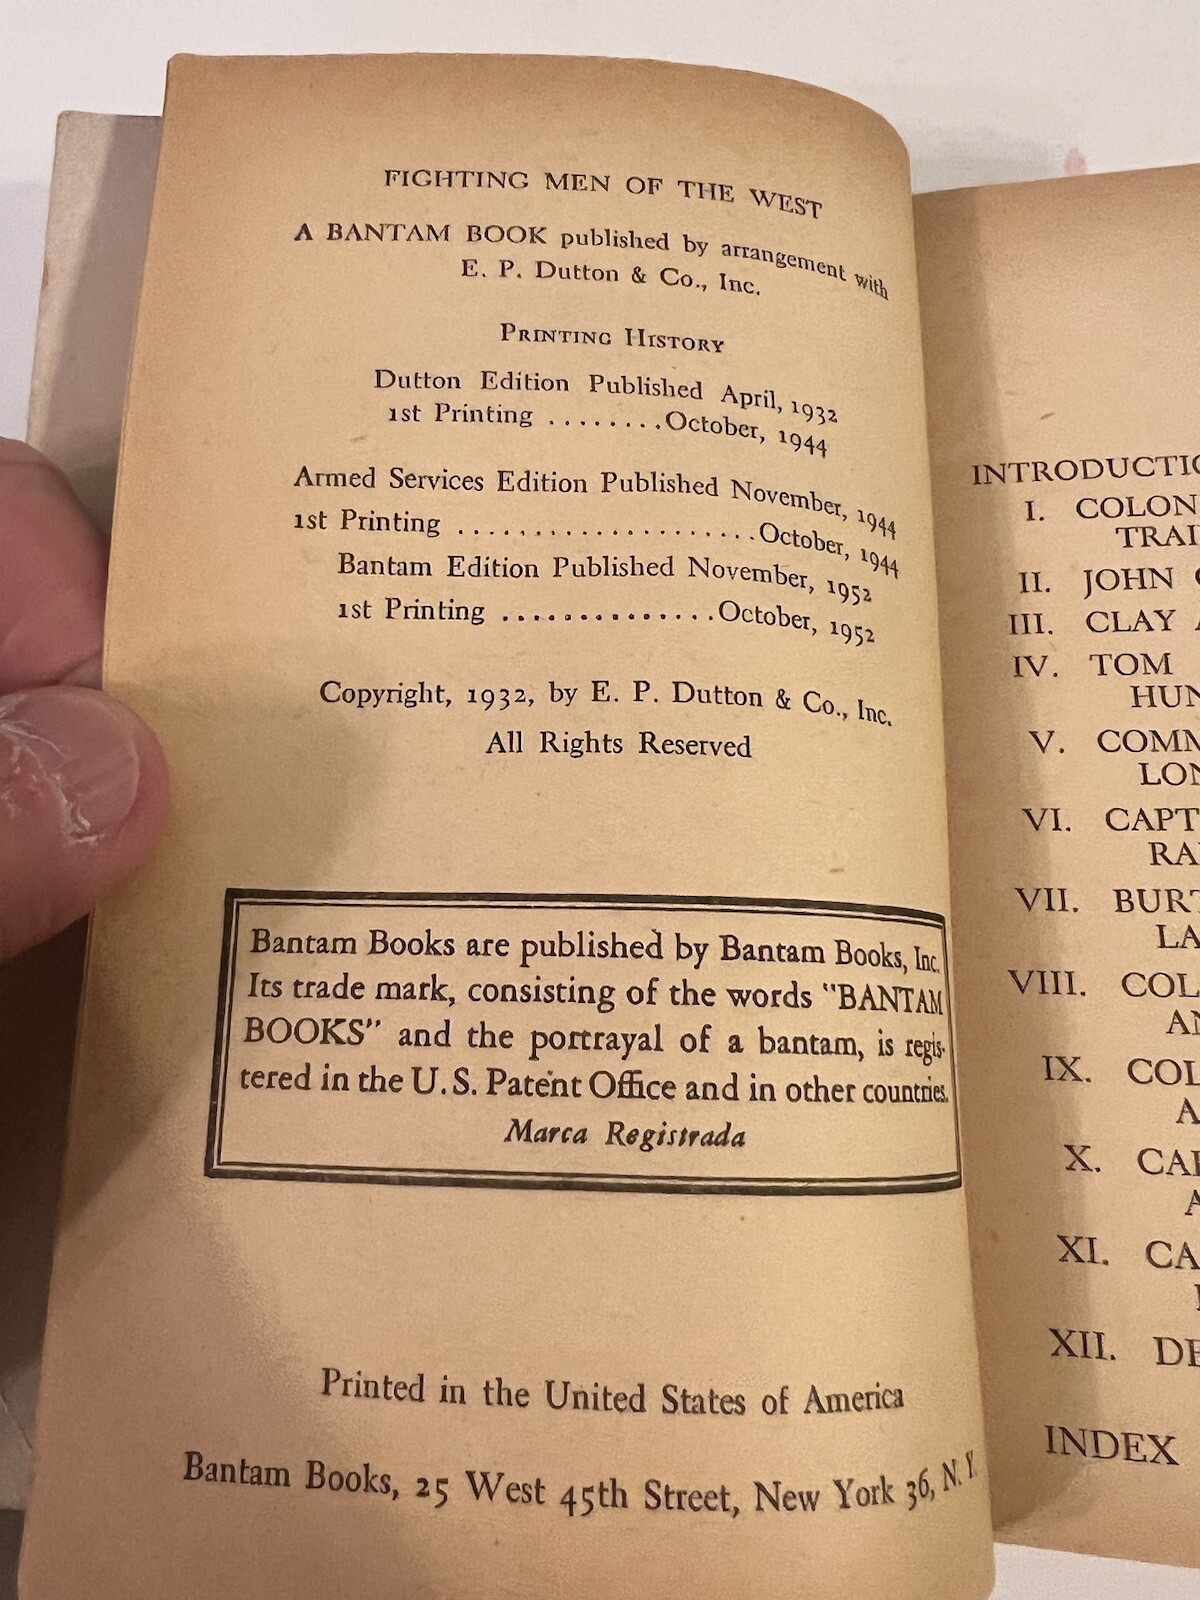 FIGHTING MEN OF THE WEST
A BANTAM BOOK published by arrangement with
E. P. Dutton & Co., Inc.
PRINTING HISTORY
Dutton Edition Published April, 1932
1st Printing ........October, 1944
Armed Services Edition Published November, 1944
1st Printing ....................October, 1944
Bantam Edition Published November, 1952
1st Printing ..............October, 1952
Copyright, 1932, by E. P. Dutton & Co., Inc.
All Rights Reserved
Bantam Books are published by Bantam Books, Inc.
Its trade mark, consisting of the words "BANTAM
BOOKS" and the portrayal of a bantam, is regis-
tered in the U. S. Patent Office and in other countries.
Marca Registrada
Printed in the United States of America
Bantam Books, 25 West 45th Street, New York 36, N. Y.
INTRODUCTIO
I. COLON
TRAI
II. JOHN
III. CLAY
IV. TOM
HUN
V. COMM
LON
VI. CAPT
RA
VII. BURT
LA
VIII. COL
AN
IX. COL
A
X. CAP
A
XI. CA
XII. DE
INDEX